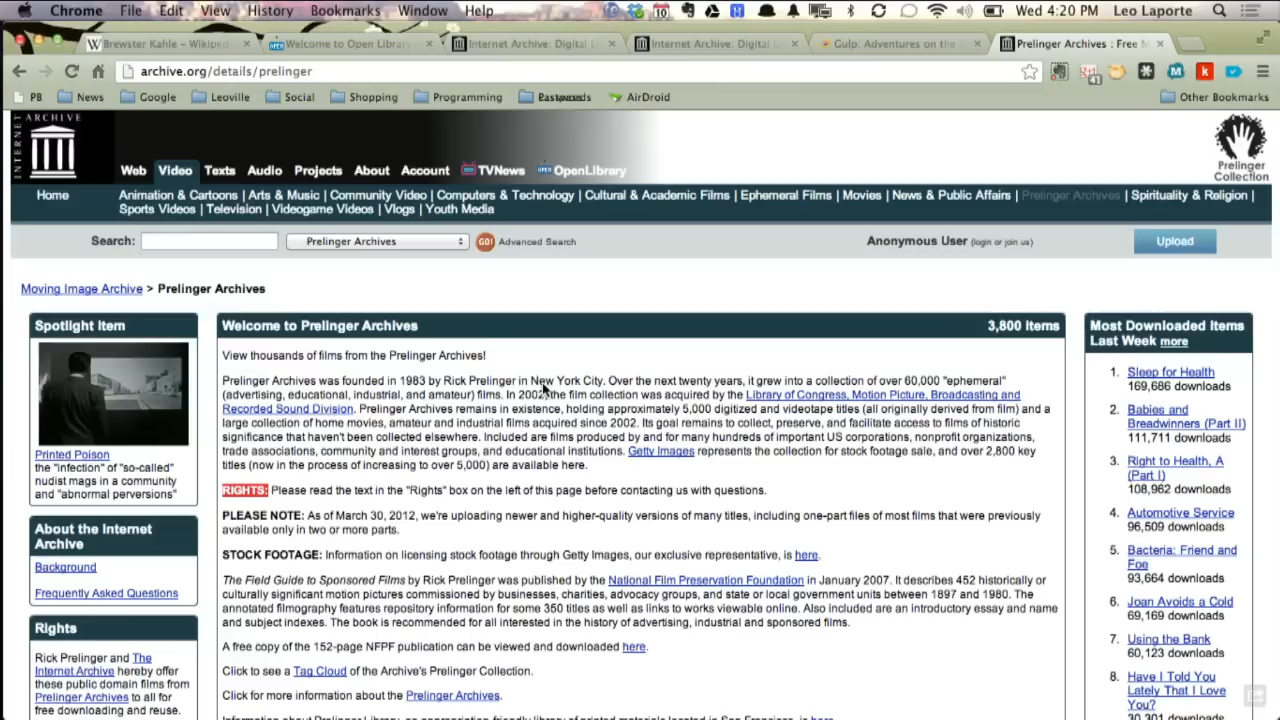 Chrome File Edit View History Bookmarks Window Help
Wed 4:20 PM Leo Laporte
Brewster Kahle – Wikiped
Welcome to Open Librar
Internet Archive: Digital L
Internet Archive: Digital L
Gulp: Adventures on the
Prelinger Archives : Free M
archive.org/details/prelinger
PB News Google Leoville Social Shopping Programming Passwords AirDroid Other Bookmarks
INTERNET ARCHIVE
Web Video Texts Audio Projects About Account TVNews OpenLibrary
Prelinger
Collection
Home
Animation & Cartoons | Arts & Music | Community Video | Computers & Technology | Cultural & Academic Films | Ephemeral Films | Movies | News & Public Affairs | Prelinger Archives | Spirituality & Religion |
Sports Videos | Television | Videogame Videos | Vlogs | Youth Media
Search: Prelinger Archives GO! Advanced Search Anonymous User (login or join us) Upload
Moving Image Archive > Prelinger Archives
Spotlight Item
Printed Poison
the "infection" of "so-called"
nudist mags in a community
and "abnormal perversions"
About the Internet
Archive
Background
Frequently Asked Questions
Rights
Rick Prelinger and The
Internet Archive hereby offer
these public domain films from
Prelinger Archives to all for
free downloading and reuse.
Welcome to Prelinger Archives 3,800 Items
View thousands of films from the Prelinger Archives!
Prelinger Archives was founded in 1983 by Rick Prelinger in New York City. Over the next twenty years, it grew into a collection of over 60,000 "ephemeral"
(advertising, educational, industrial, and amateur) films. In 2002, the film collection was acquired by the Library of Congress, Motion Picture, Broadcasting and
Recorded Sound Division. Prelinger Archives remains in existence, holding approximately 5,000 digitized and videotape titles (all originally derived from film) and a
large collection of home movies, amateur and industrial films acquired since 2002. Its goal remains to collect, preserve, and facilitate access to films of historic
significance that haven't been collected elsewhere. Included are films produced by and for many hundreds of important US corporations, nonprofit organizations,
trade associations, community and interest groups, and educational institutions. Getty Images represents the collection for stock footage sale, and over 2,800 key
titles (now in the process of increasing to over 5,000) are available here.
RIGHTS: Please read the text in the "Rights" box on the left of this page before contacting us with questions.
PLEASE NOTE: As of March 30, 2012, we're uploading newer and higher-quality versions of many titles, including one-part files of most films that were previously
available only in two or more parts.
STOCK FOOTAGE: Information on licensing stock footage through Getty Images, our exclusive representative, is here.
The Field Guide to Sponsored Films by Rick Prelinger was published by the National Film Preservation Foundation in January 2007. It describes 452 historically or
culturally significant motion pictures commissioned by businesses, charities, advocacy groups, and state or local government units between 1897 and 1980. The
annotated filmography features repository information for some 350 titles as well as links to works viewable online. Also included are an introductory essay and name
and subject indexes. The book is recommended for all interested in the history of advertising, industrial and sponsored films.
A free copy of the 152-page NFPF publication can be viewed and downloaded here.
Click to see a Tag Cloud of the Archive's Prelinger Collection.
Click for more information about the Prelinger Archives.
Information about Prelinger Library, an appropriation-friendly library of printed materials located in San Francisco, is here
Most Downloaded Items
Last Week more
1. Sleep for Health
169,686 downloads
2. Babies and
Breadwinners (Part II)
111,711 downloads
3. Right to Health, A
(Part I)
108,962 downloads
4. Automotive Service
96,509 downloads
5. Bacteria: Friend and
Foe
93,664 downloads
6. Joan Avoids a Cold
69,169 downloads
7. Using the Bank
60,123 downloads
8. Have I Told You
Lately That I Love
You?
30,301 downloads